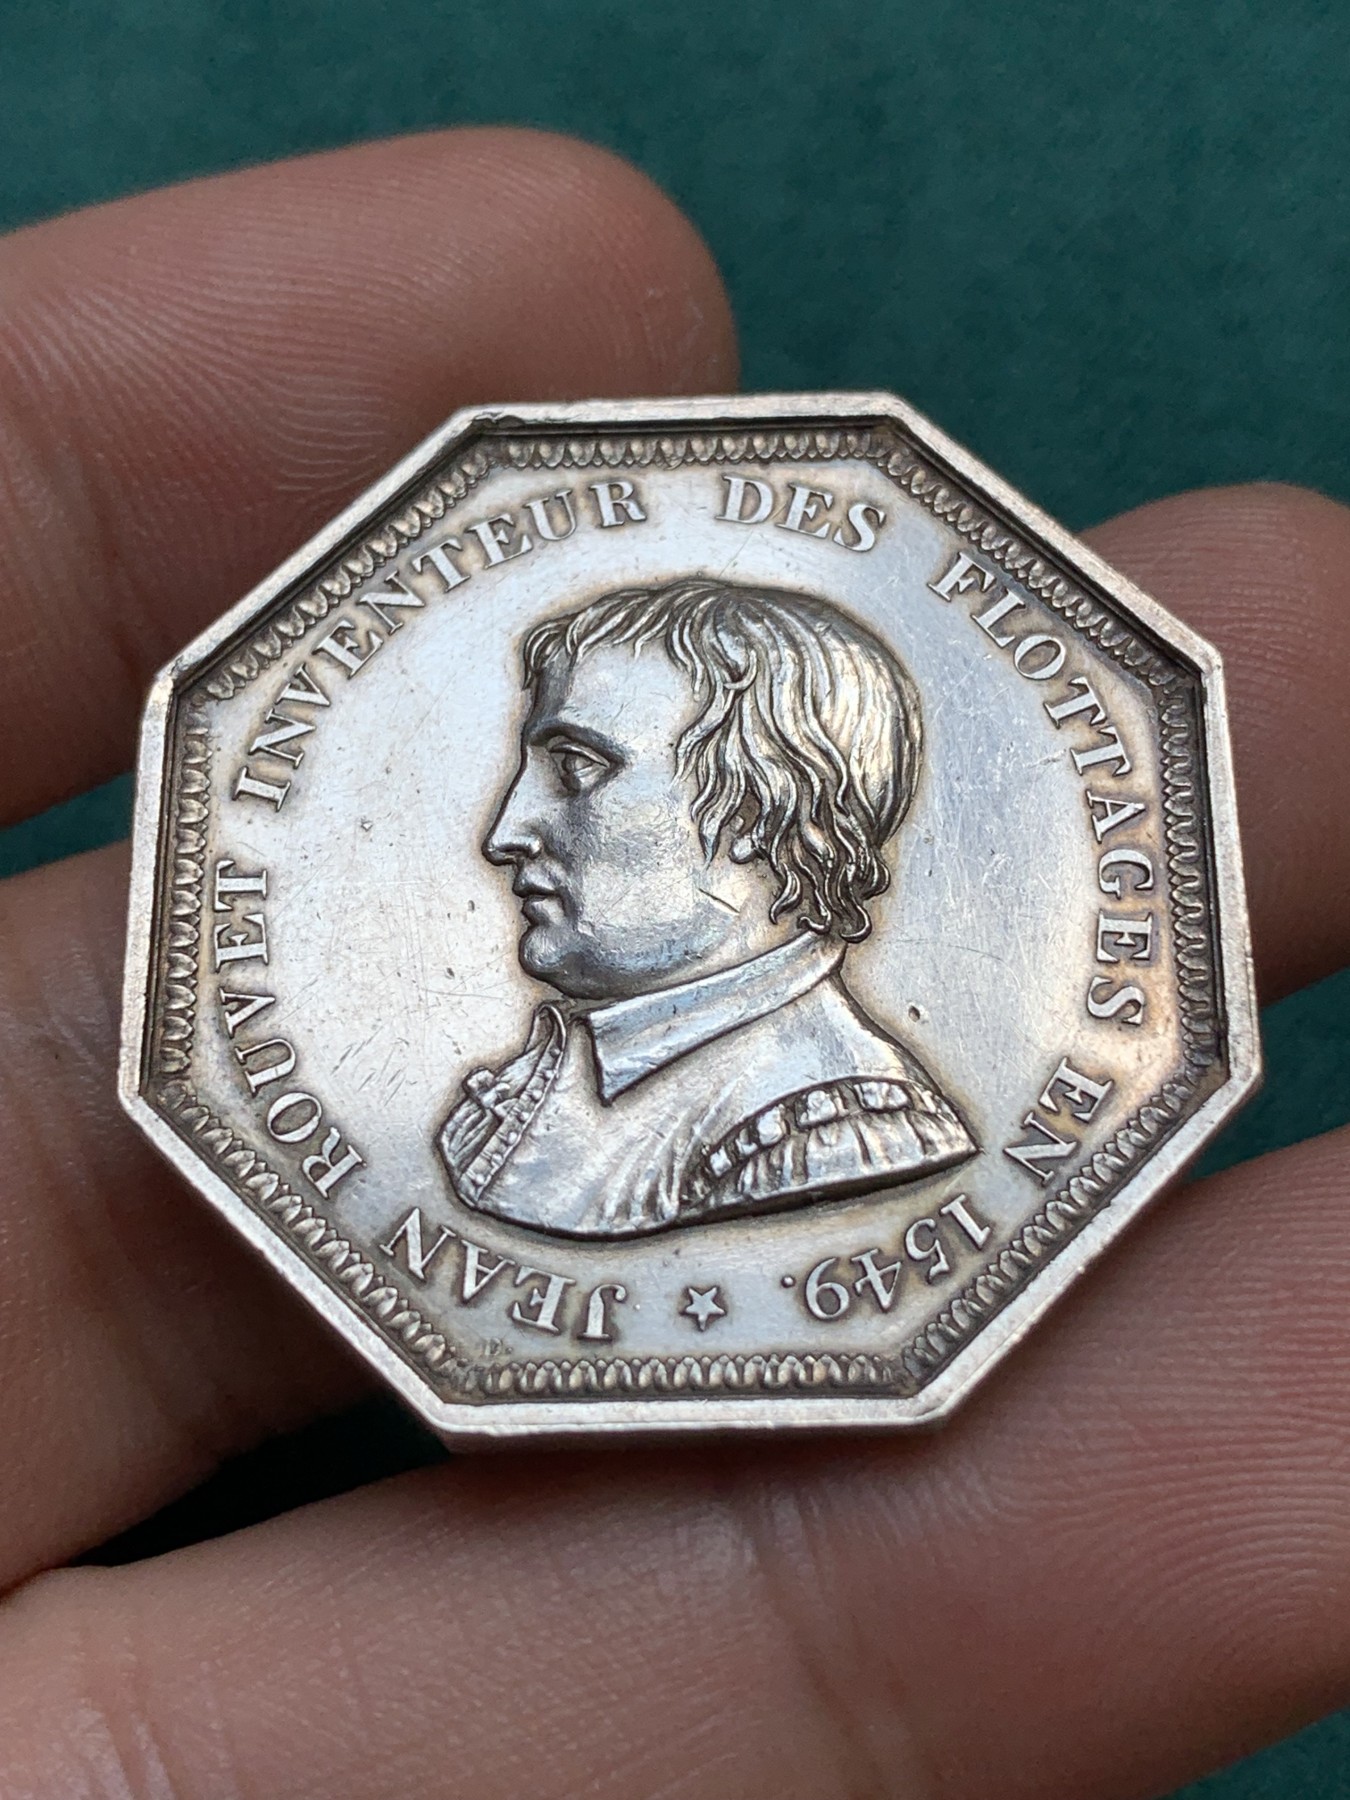 JEAN ROUVET INVENTEUR DES FLOTTAGES EN 1549.